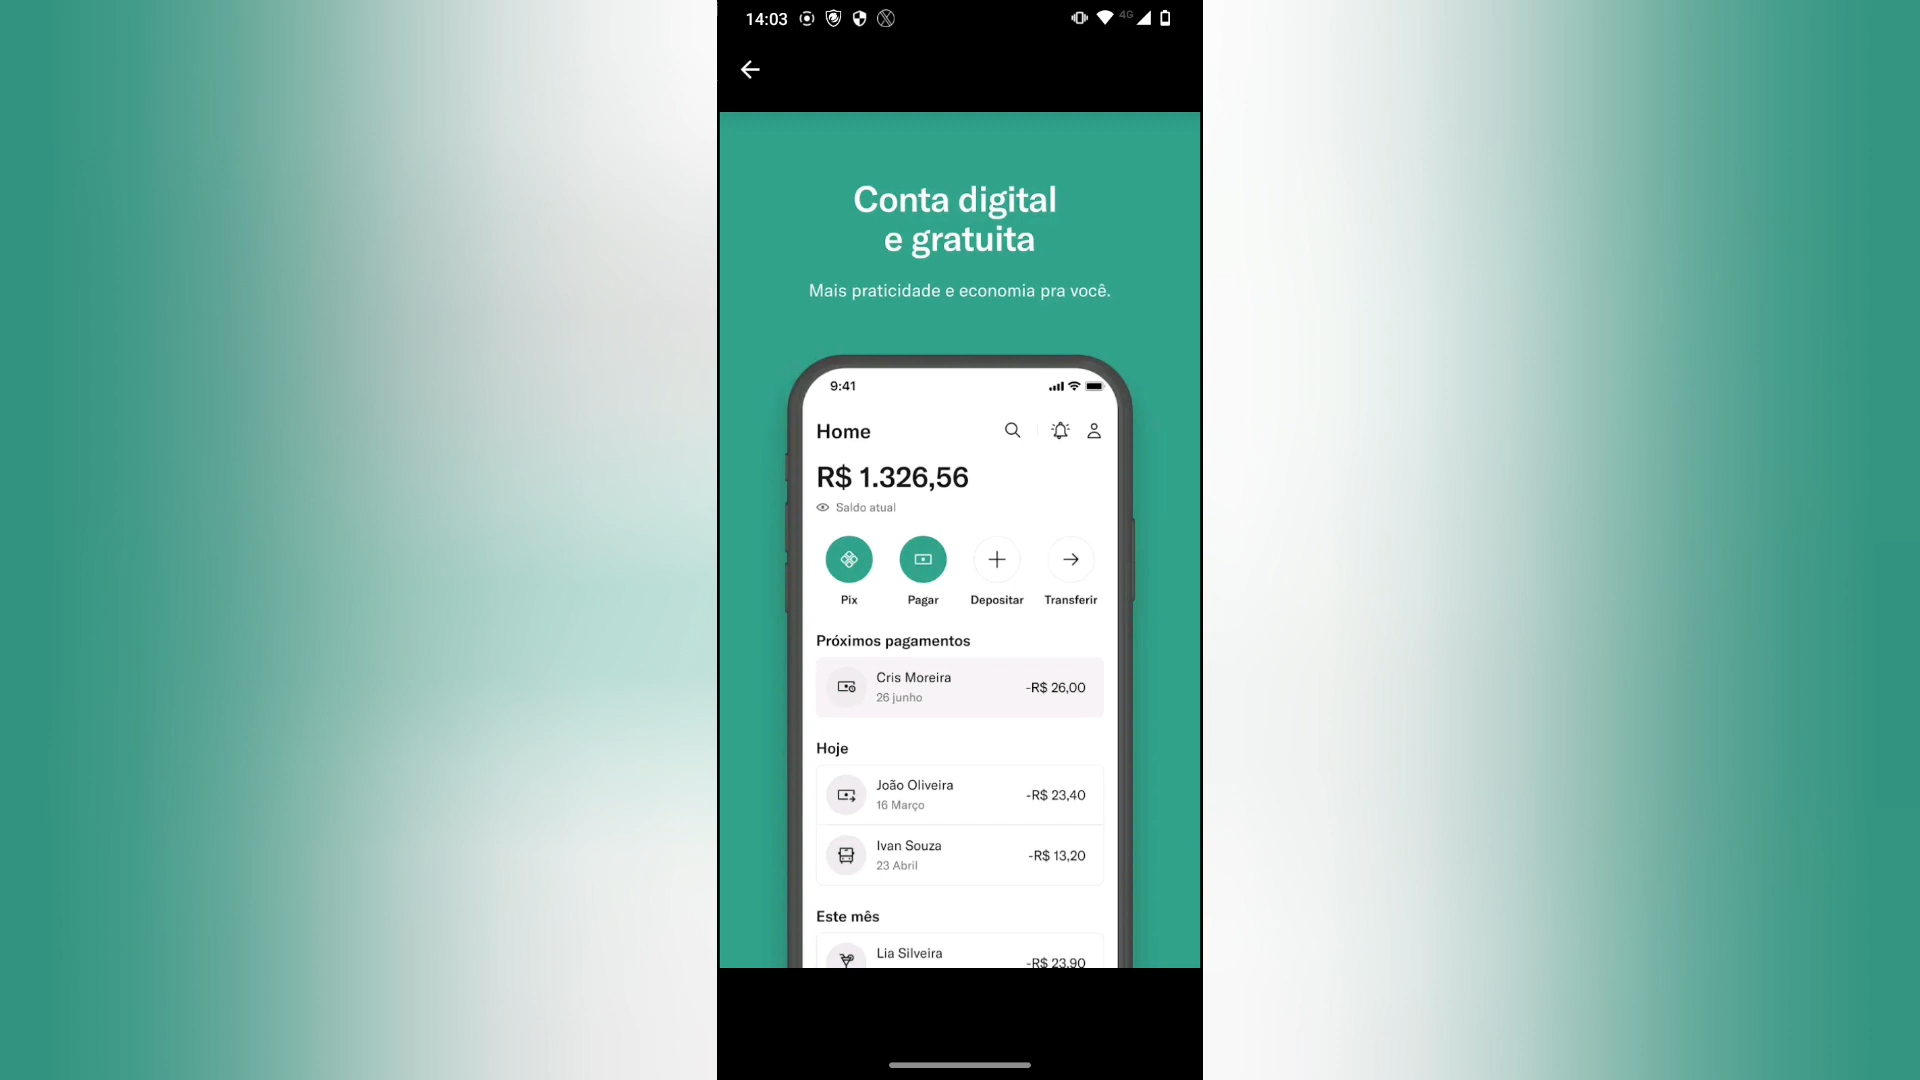 14:03
4G
Conta digital
e gratuita
Mais praticidade e economia pra você.
9:41
Home
R$ 1.326,56
Saldo atual
Pix Pagar Depositar Transferir
Próximos pagamentos
Cris Moreira
26 junho
-R$ 26,00
Hoje
João Oliveira
16 Março
-R$ 23,40
Ivan Souza
23 Abril
-R$ 13,20
Este mês
Lia Silveira
-R$ 23,90